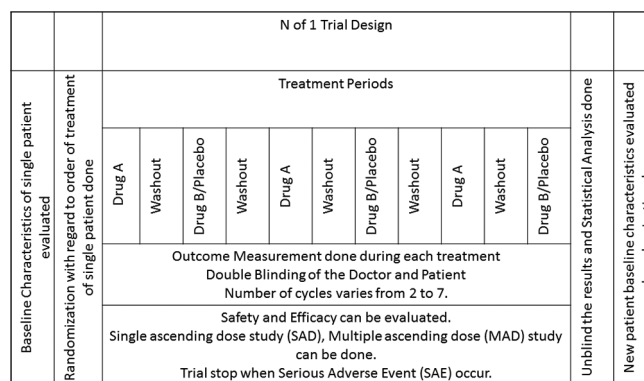 N of 1 Trial Design
Baseline Characteristics of single patient
evaluated
Randomization with regard to order of treatment
of single patient done
Treatment Periods
Drug A
Washout
Drug B/Placebo
Washout
Drug A
Washout
Drug B/Placebo
Washout
Drug A
Washout
Drug B/Placebo
Outcome Measurement done during each treatment
Double Blinding of the Doctor and Patient
Number of cycles varies from 2 to 7.
Safety and Efficacy can be evaluated.
Single ascending dose study (SAD), Multiple ascending dose (MAD) study
can be done.
Trial stop when Serious Adverse Event (SAE) occur.
Unblind the results and Statistical Analysis done
New patient baseline characteristics evaluated